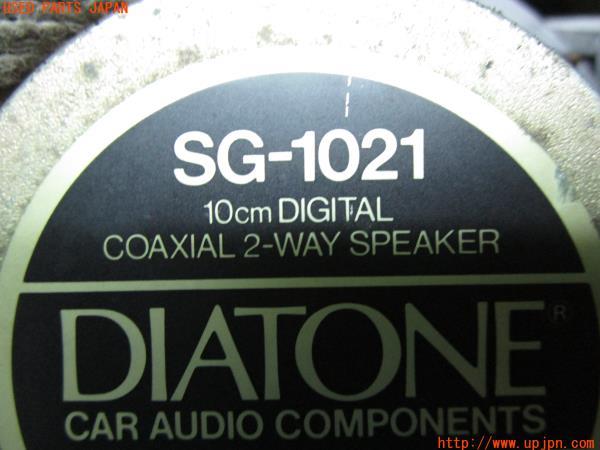 USED PARTS JAPAN
SG-1021
10cm DIGITAL
COAXIAL 2-WAY SPEAKER
DIATONE®
CAR AUDIO COMPONENTS
http://www.upjpn.com/